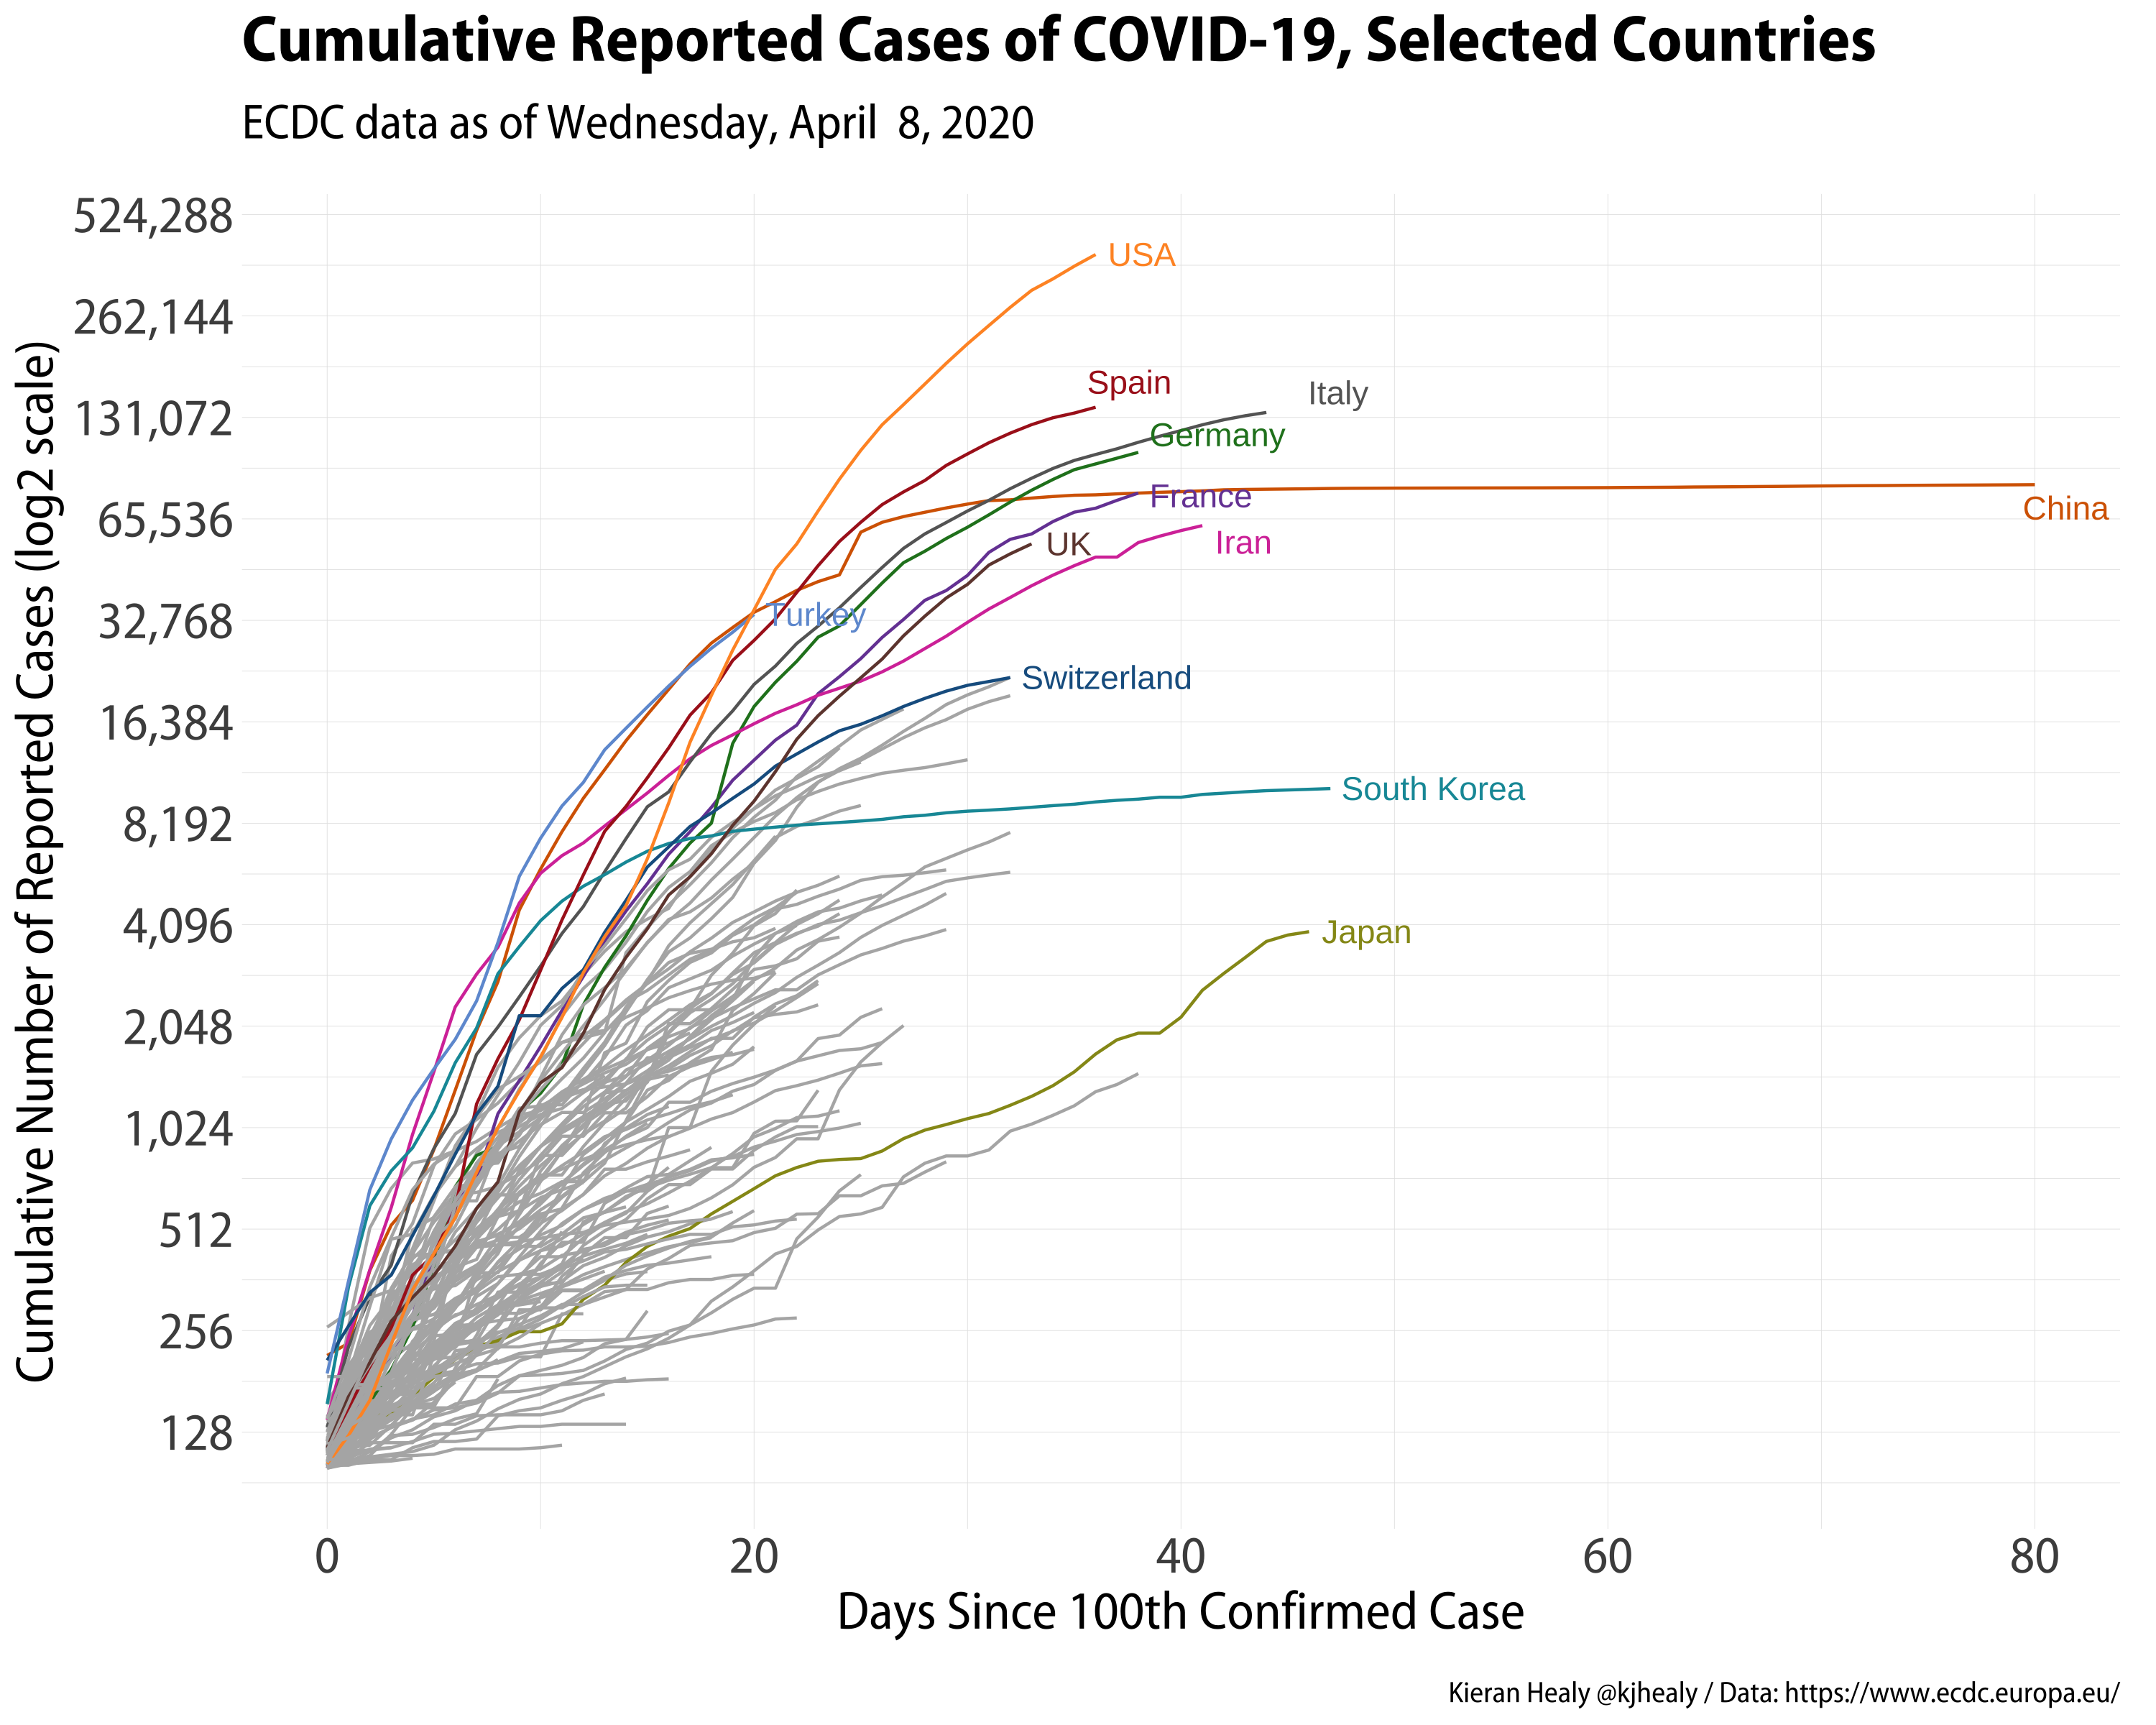 Cumulative Reported Cases of COVID-19, Selected Countries
ECDC data as of Wednesday, April  8, 2020
Cumulative Number of Reported Cases (log2 scale)
524,288
262,144
131,072
65,536
32,768
16,384
8,192
4,096
2,048
1,024
512
256
128
USA
Spain
Italy
Germany
France
China
UK
Iran
Turkey
Switzerland
South Korea
Japan
0
20
40
60
80
Days Since 100th Confirmed Case
Kieran Healy @kjhealy / Data: https://www.ecdc.europa.eu/